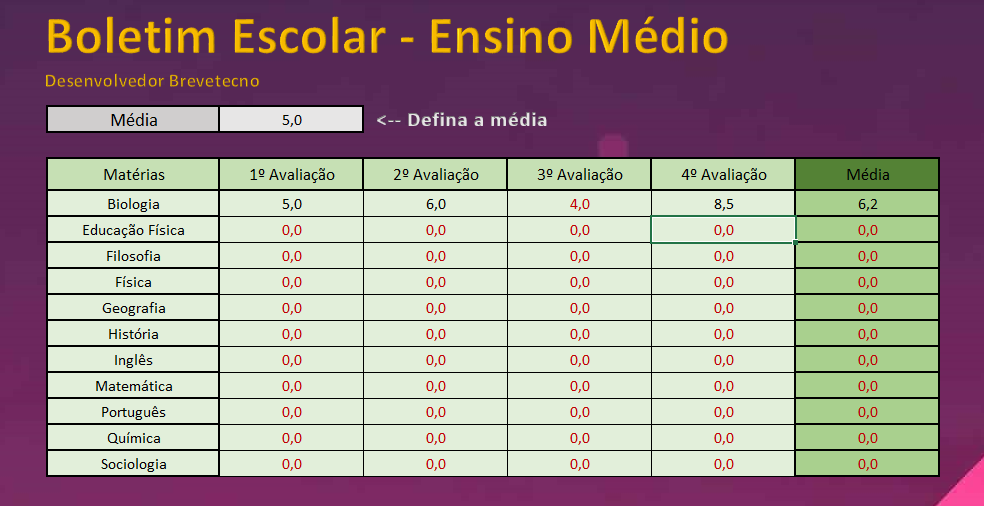 Boletim Escolar - Ensino Médio
Desenvolvedor Brevetecno
Média 5,0 <-- Defina a média
Matérias 1º Avaliação 2º Avaliação 3º Avaliação 4º Avaliação Média
Biologia 5,0 6,0 4,0 8,5 6,2
Educação Física 0,0 0,0 0,0 0,0 0,0
Filosofia 0,0 0,0 0,0 0,0 0,0
Física 0,0 0,0 0,0 0,0 0,0
Geografia 0,0 0,0 0,0 0,0 0,0
História 0,0 0,0 0,0 0,0 0,0
Inglês 0,0 0,0 0,0 0,0 0,0
Matemática 0,0 0,0 0,0 0,0 0,0
Português 0,0 0,0 0,0 0,0 0,0
Química 0,0 0,0 0,0 0,0 0,0
Sociologia 0,0 0,0 0,0 0,0 0,0